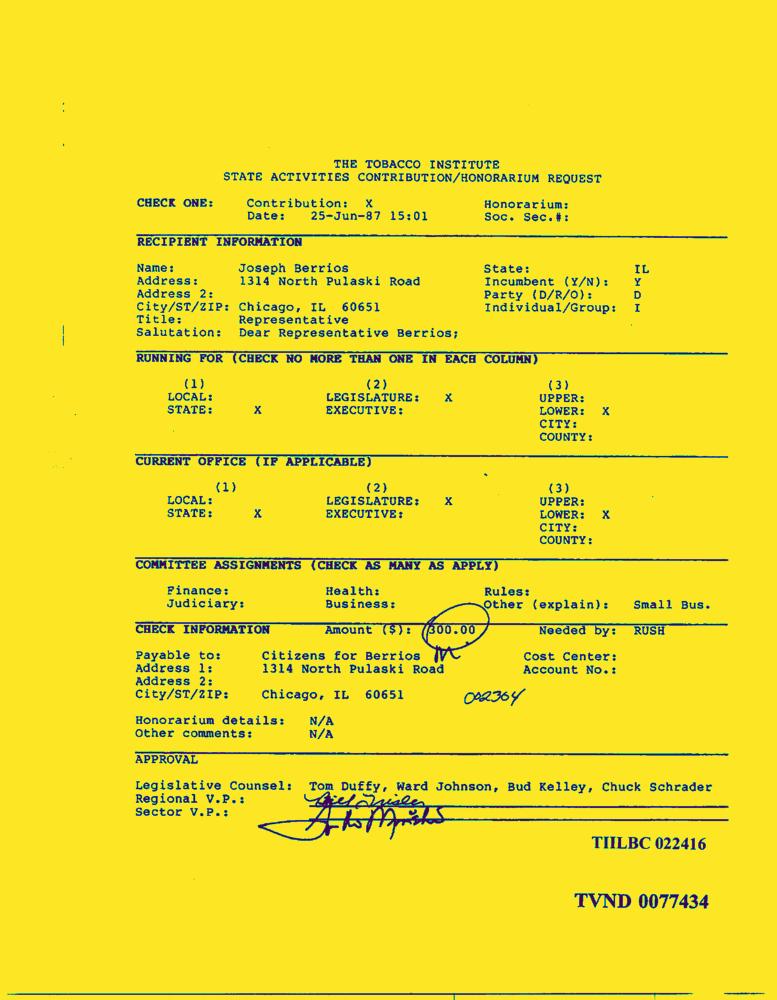 THE TOBACCO INSTITUTE
STATE ACTIVITIES CONTRIBUTION/HONORARIUM REQUEST
CHECK ONE: Contribution: X Honorarium:
Date: 25-Jun-87 15:01 Soc. Sec.#:
RECIPIENT INFORMATION
Name: Joseph Berrios State: IL
Address: 1314 North Pulaski Road Incumbent (Y/N): Y
Address 2: Party (D/R/O): D
City/ST/ZIP: Chicago, IL 60651 Individual/Group: I
Title: Representative
Salutation: Dear Representative Berrios;
RUNNING FOR (CHECK NO MORE THAN ONE IN EACH COLUMN)
(1) (2) (3)
LOCAL: LEGISLATURE: X UPPER:
STATE: X EXECUTIVE: LOWER: X
CITY:
COUNTY:
CURRENT OFFICE (IF APPLICABLE)
(1) (2) (3)
LOCAL: LEGISLATURE: X UPPER:
STATE: X EXECUTIVE: LOWER: X
CITY:
COUNTY:
COMMITTEE ASSIGNMENTS (CHECK AS MANY AS APPLY)
Finance: Health: Rules:
Judiciary: Business: Other (explain): Small Bus.
CHECK INFORMATION Amount ($): 300.00 Needed by: RUSH
Payable to: Citizens for Berrios Cost Center:
Address 1: 1314 North Pulaski Road Account No.:
Address 2:
City/ST/ZIP: Chicago, IL 60651 002364
Honorarium details: N/A
Other comments: N/A
APPROVAL
Legislative Counsel: Tom Duffy, Ward Johnson, Bud Kelley, Chuck Schrader
Regional V.P.:
Sector V.P.:
TIILBC 022416
TVND 0077434